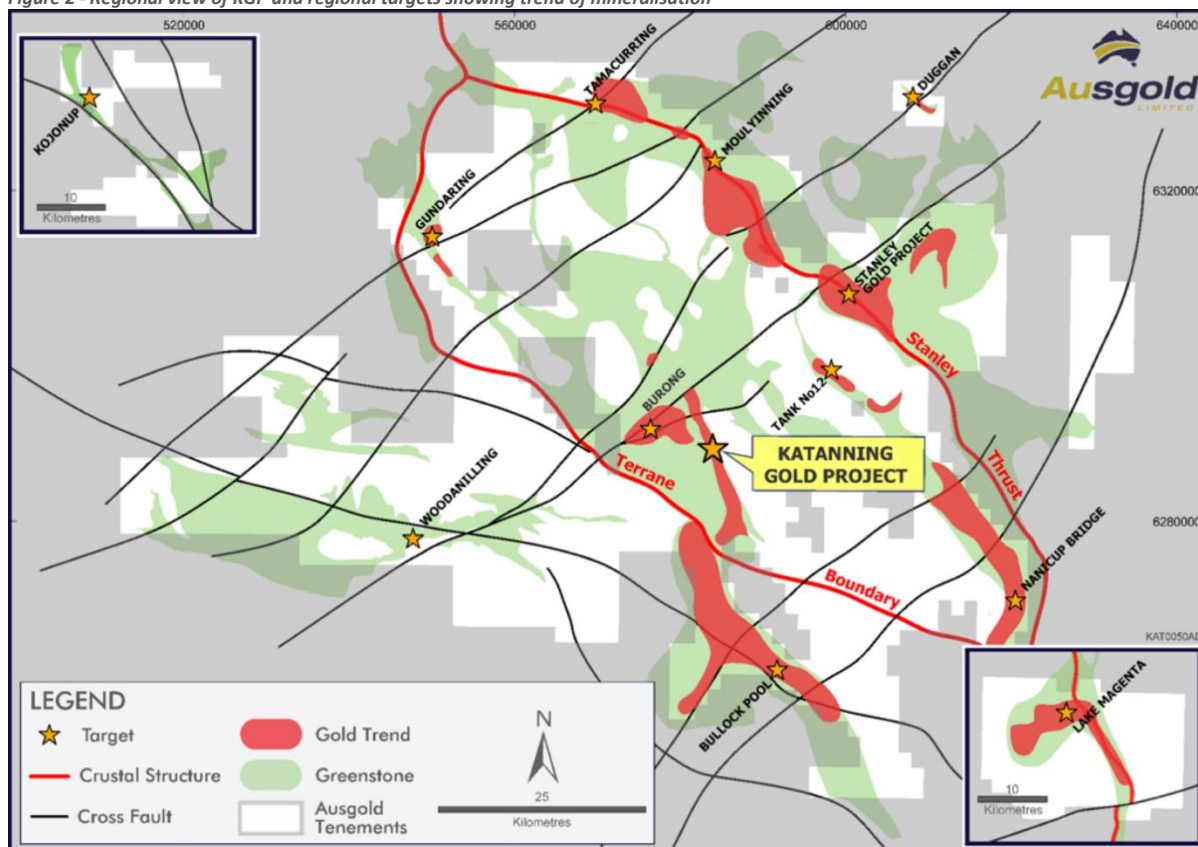 Figure 2 - Regional view of KGP and regional targets showing trend of mineralisation
520000
560000
600000
640000
Ausgold
LIMITED
KOJONUP
10
Kilometres
TAMACURRING
MOULYINNING
DUGGAN
6320000
GUNDARING
STANLEY
GOLD PROJECT
Stanley
Thrust
TANK No12
BURONG
KATANNING
GOLD PROJECT
Terrane
Boundary
WOODANILLING
6280000
NANICUP BRIDGE
BULLOCK POOL
LAKE MAGENTA
10
Kilometres
LEGEND
Target
Crustal Structure
Cross Fault
Gold Trend
Greenstone
Ausgold
Tenements
N
25
Kilometres